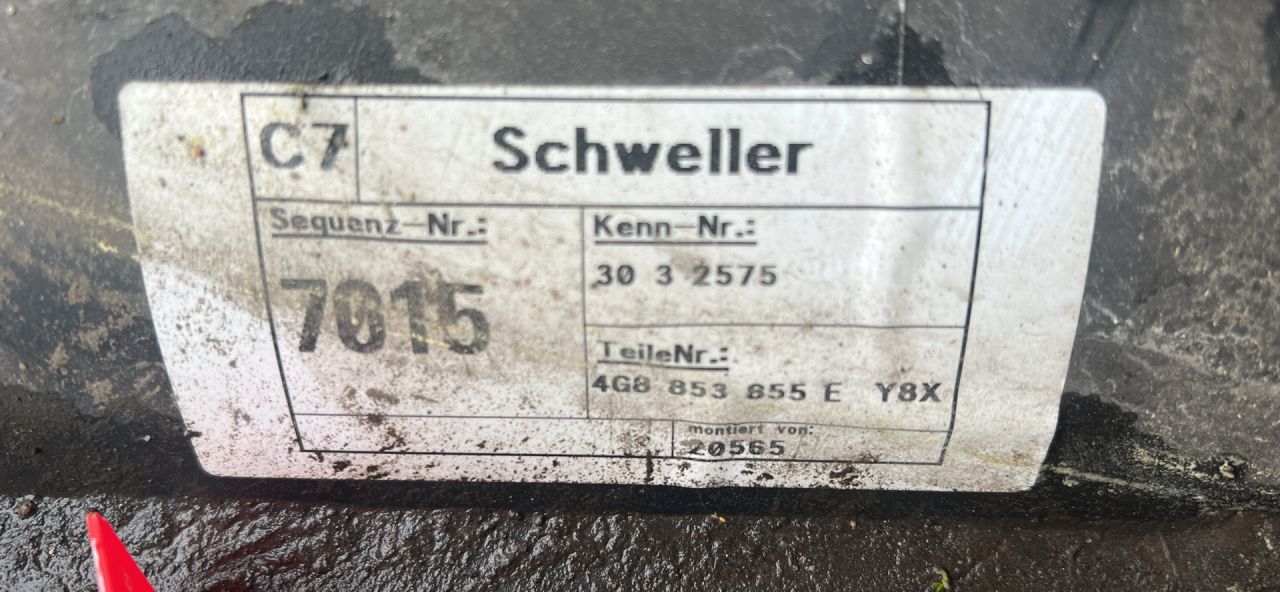 C7 Schweller
Sequenz-Nr.:
7015
Kenn-Nr.:
30 3 2575
TeileNr.:
4G8 853 855 E Y8X
montiert von:
20565